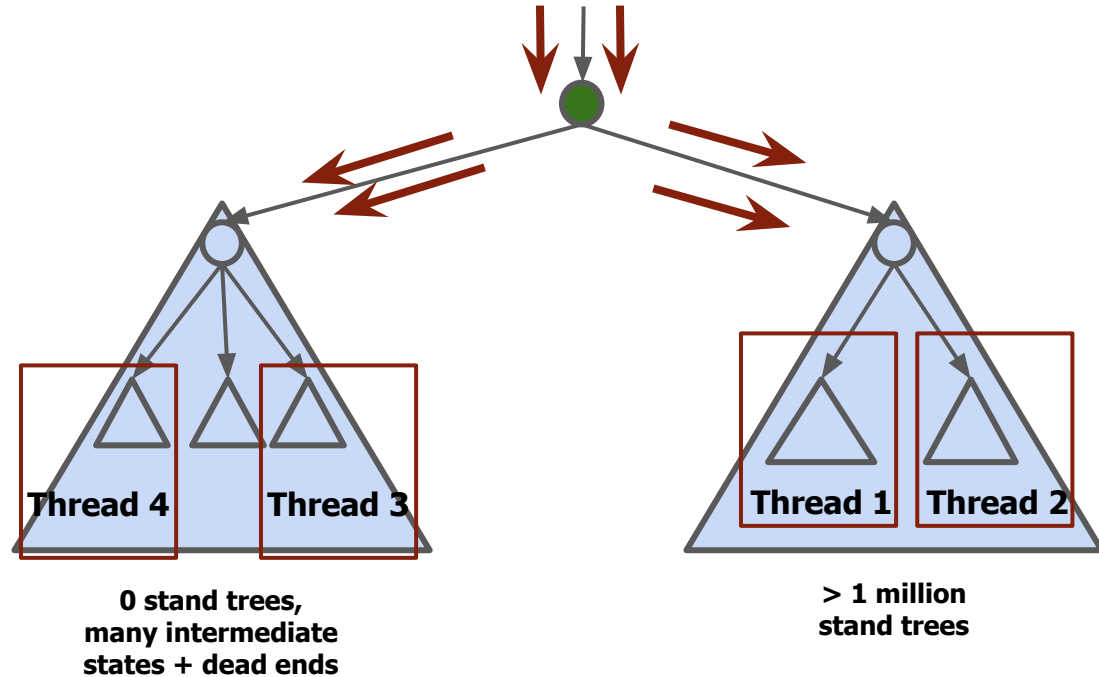 Thread 4
Thread 3
Thread 1
Thread 2
0 stand trees,
many intermediate
states + dead ends
> 1 million
stand trees